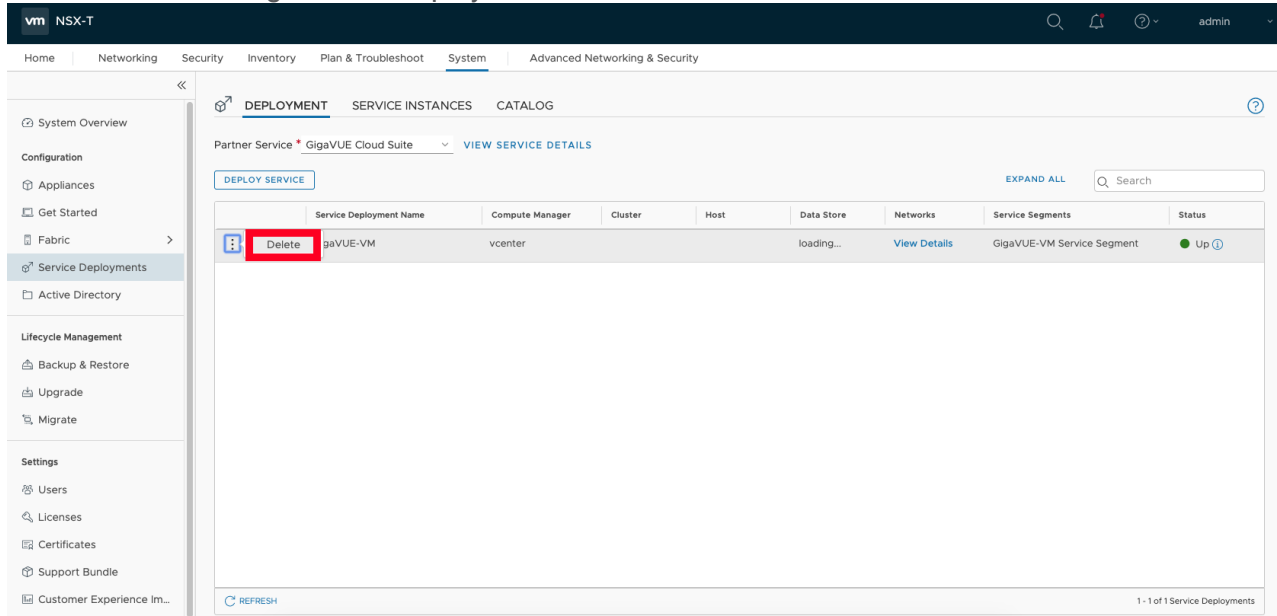 vm NSX-T
admin
Home Networking Security Inventory Plan & Troubleshoot System Advanced Networking & Security
System Overview
Configuration
Appliances
Get Started
Fabric
Service Deployments
Active Directory
Lifecycle Management
Backup & Restore
Upgrade
Migrate
Settings
Users
Licenses
Certificates
Support Bundle
Customer Experience Im...
DEPLOYMENT SERVICE INSTANCES CATALOG
Partner Service * GigaVUE Cloud Suite VIEW SERVICE DETAILS
DEPLOY SERVICE EXPAND ALL Search
Service Deployment Name Compute Manager Cluster Host Data Store Networks Service Segments Status
Delete gaVUE-VM vcenter loading... View Details GigaVUE-VM Service Segment Up
REFRESH 1 - 1 of 1 Service Deployments